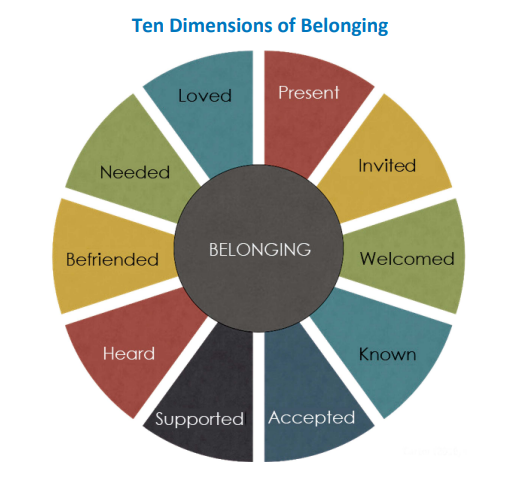 Ten Dimensions of Belonging
Present
Invited
Welcomed
Known
Accepted
Supported
Heard
Befriended
Needed
Loved
BELONGING